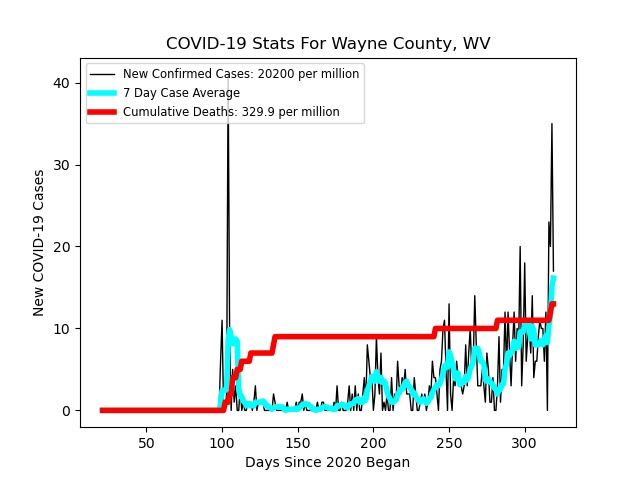 COVID-19 Stats For Wayne County, WV
New Confirmed Cases: 20200 per million
7 Day Case Average
Cumulative Deaths: 329.9 per million
New COVID-19 Cases
40
30
20
10
0
50
100
150
200
250
300
Days Since 2020 Began